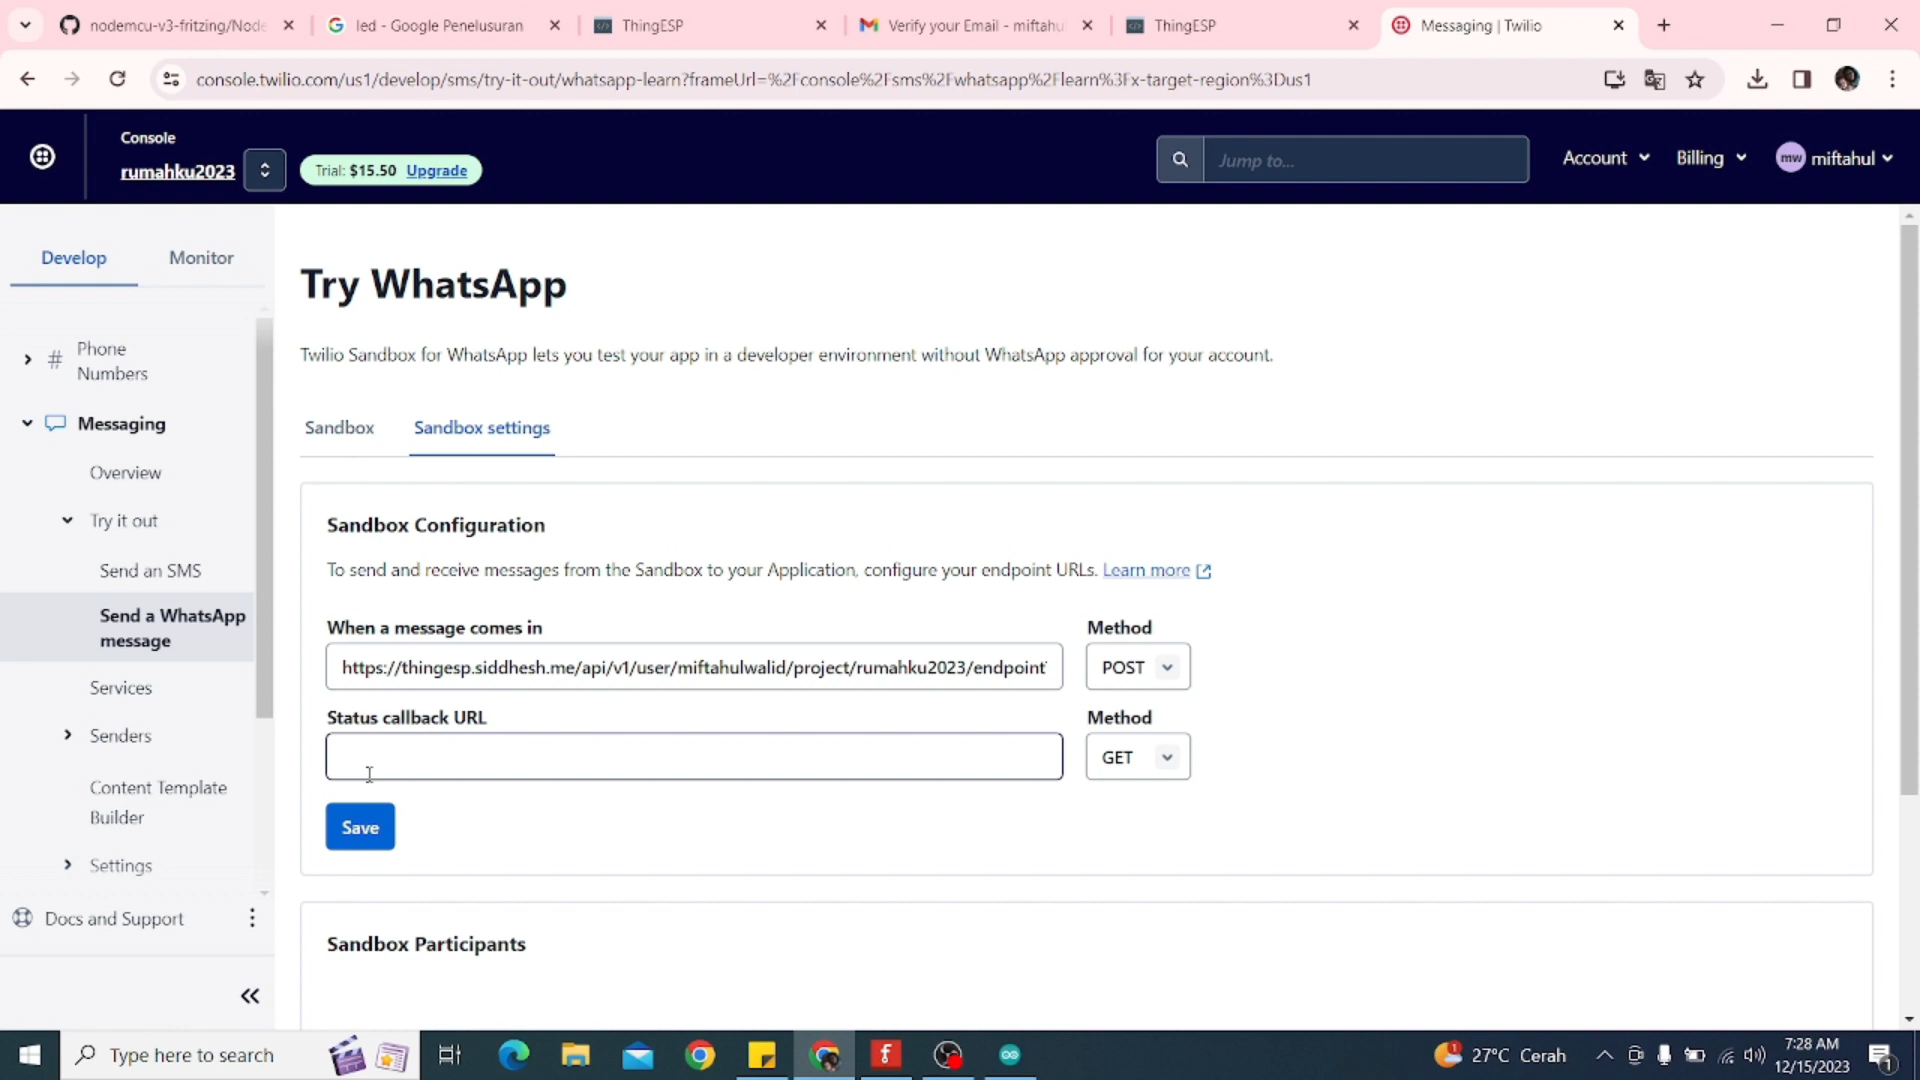 nodemcu-v3-fritzing/Node
led - Google Penelusuran
ThingESP
Verify your Email - miftahu
ThingESP
Messaging | Twilio
console.twilio.com/us1/develop/sms/try-it-out/whatsapp-learn?frameUrl=%2Fconsole%2Fsms%2Fwhatsapp%2Flearn%3Fx-target-region%3Dus1
Console
rumahku2023
Trial: $15.50 Upgrade
Jump to...
Account
Billing
mw miftahul
Develop
Monitor
# Phone
Numbers
Messaging
Overview
Try it out
Send an SMS
Send a WhatsApp
message
Services
Senders
Content Template
Builder
Settings
Docs and Support
Try WhatsApp
Twilio Sandbox for WhatsApp lets you test your app in a developer environment without WhatsApp approval for your account.
Sandbox
Sandbox settings
Sandbox Configuration
To send and receive messages from the Sandbox to your Application, configure your endpoint URLs. Learn more
When a message comes in
Method
https://thingesp.siddhesh.me/api/v1/user/miftahulwalid/project/rumahku2023/endpoint
POST
Status callback URL
Method
GET
Save
Sandbox Participants
Type here to search
27°C Cerah
7:28 AM
12/15/2023